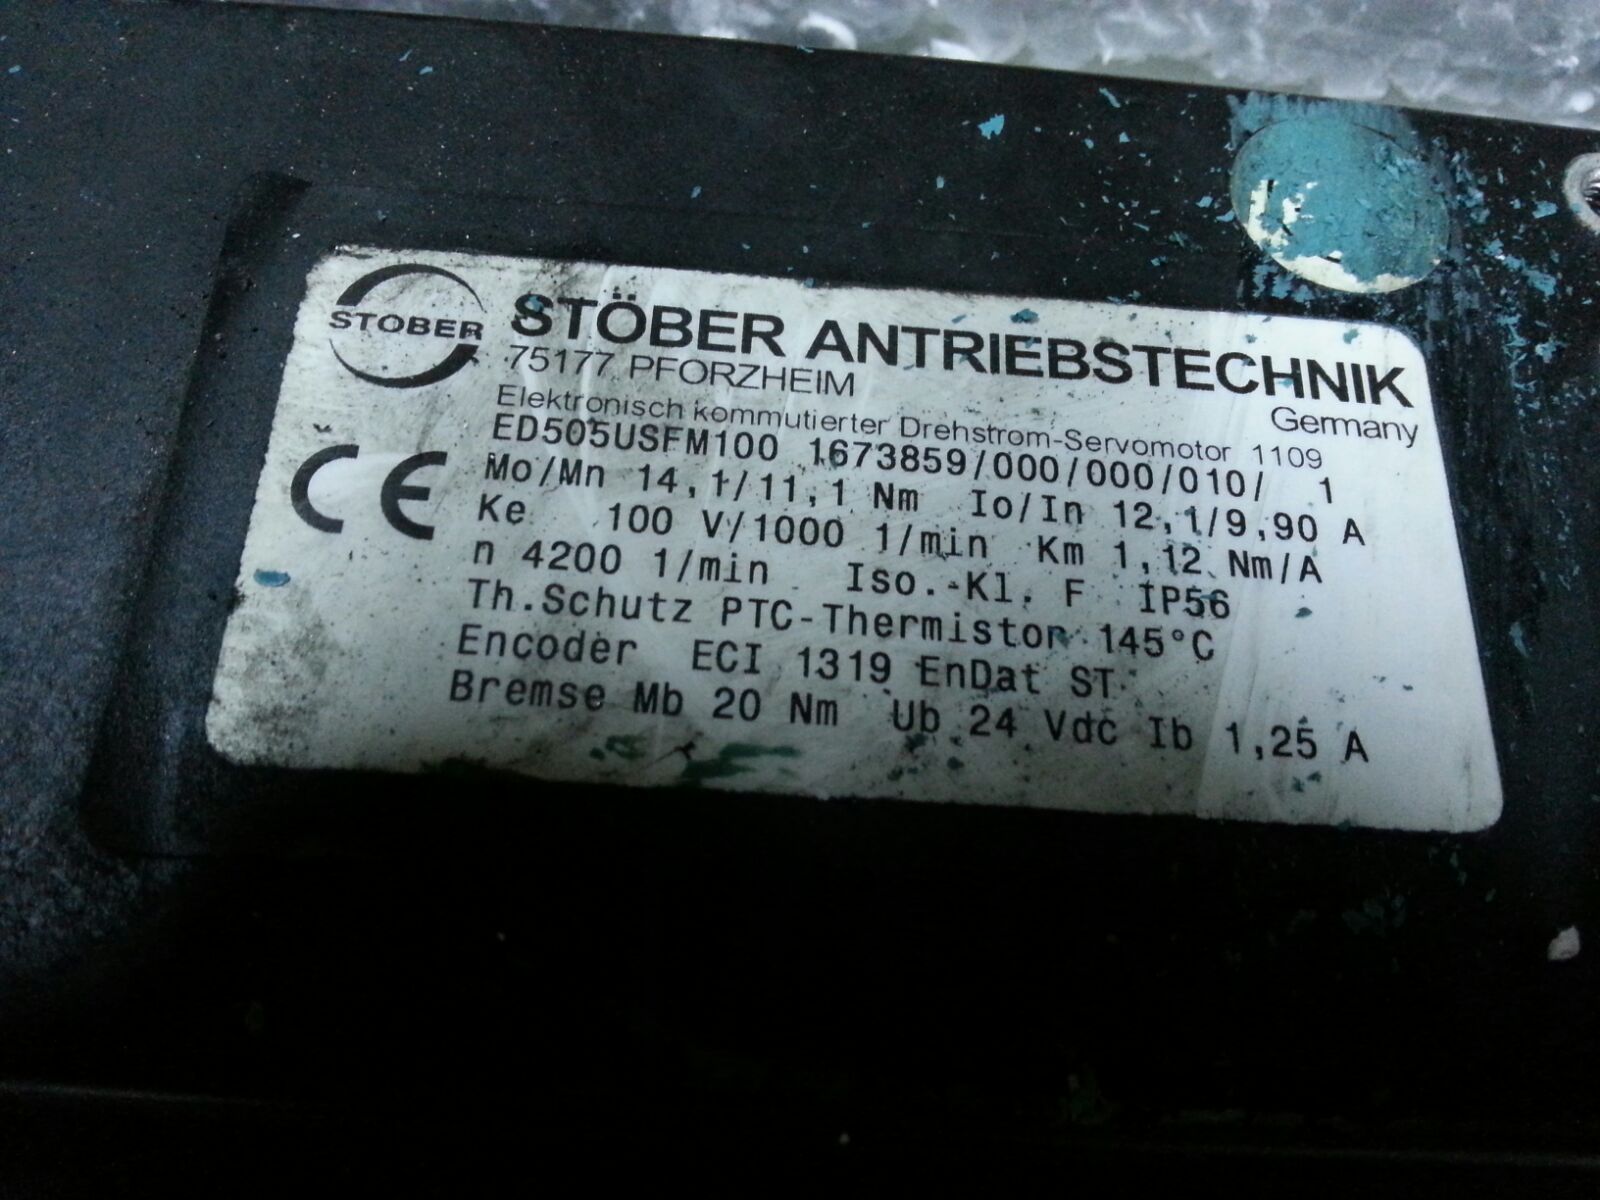 STÖBER
STÖBER ANTRIEBSTECHNIK
75177 PFORZHEIM
Germany
Elektronisch kommutierter Drehstrom-Servomotor 1109
ED505USFM100 1673859/000/000/010/ 1
Mo/Mn 14,1/11,1 Nm Io/In 12,1/9,90 A
Ke 100 V/1000 1/min Km 1,12 Nm/A
n 4200 1/min Iso.-Kl. F IP56
Th.Schutz PTC-Thermistor 145°C
Encoder ECI 1319 EnDat ST
Bremse Mb 20 Nm Ub 24 Vdc Ib 1,25 A
CE